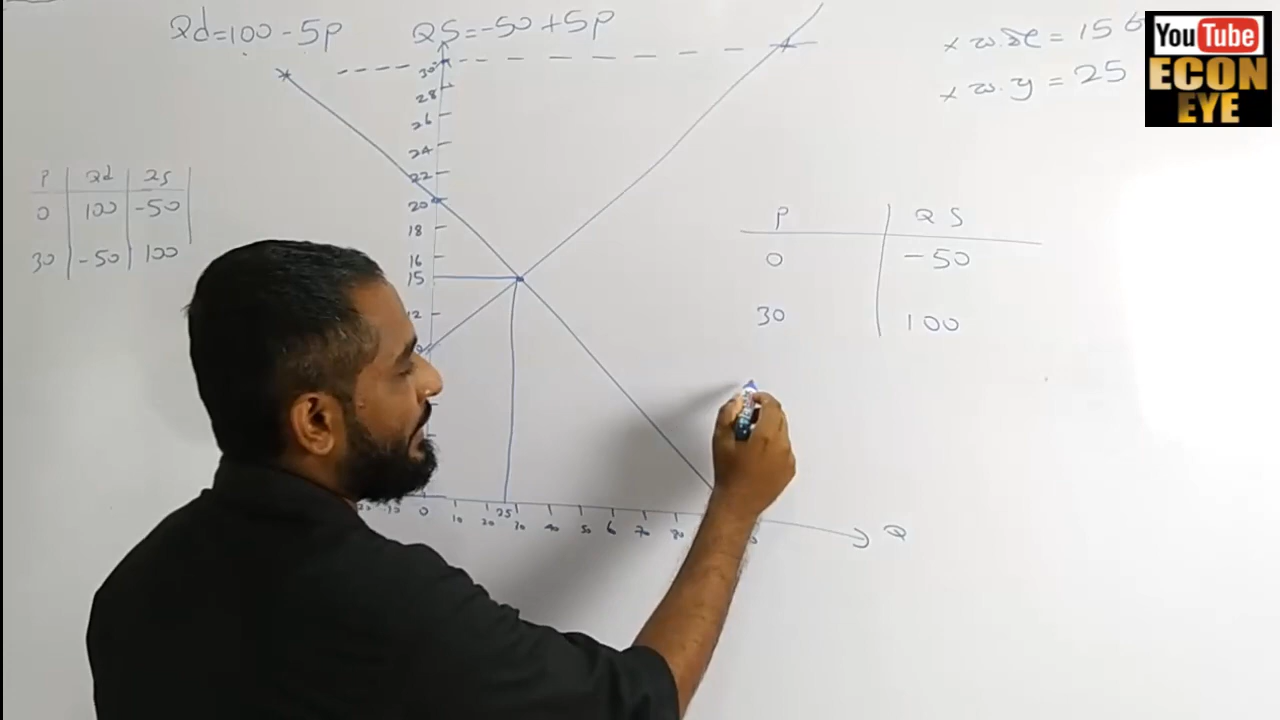 Qd=100-5p QS=-50+5p
= 15
= 25
YouTube
ECON
EYE
P Qd QS
0 100 -50
30 -50 100
P QS
0 -50
30 100
30
28
26
24
22
20
18
16
15
12
0 10 20 25 30 40 50 6 70 80
Q